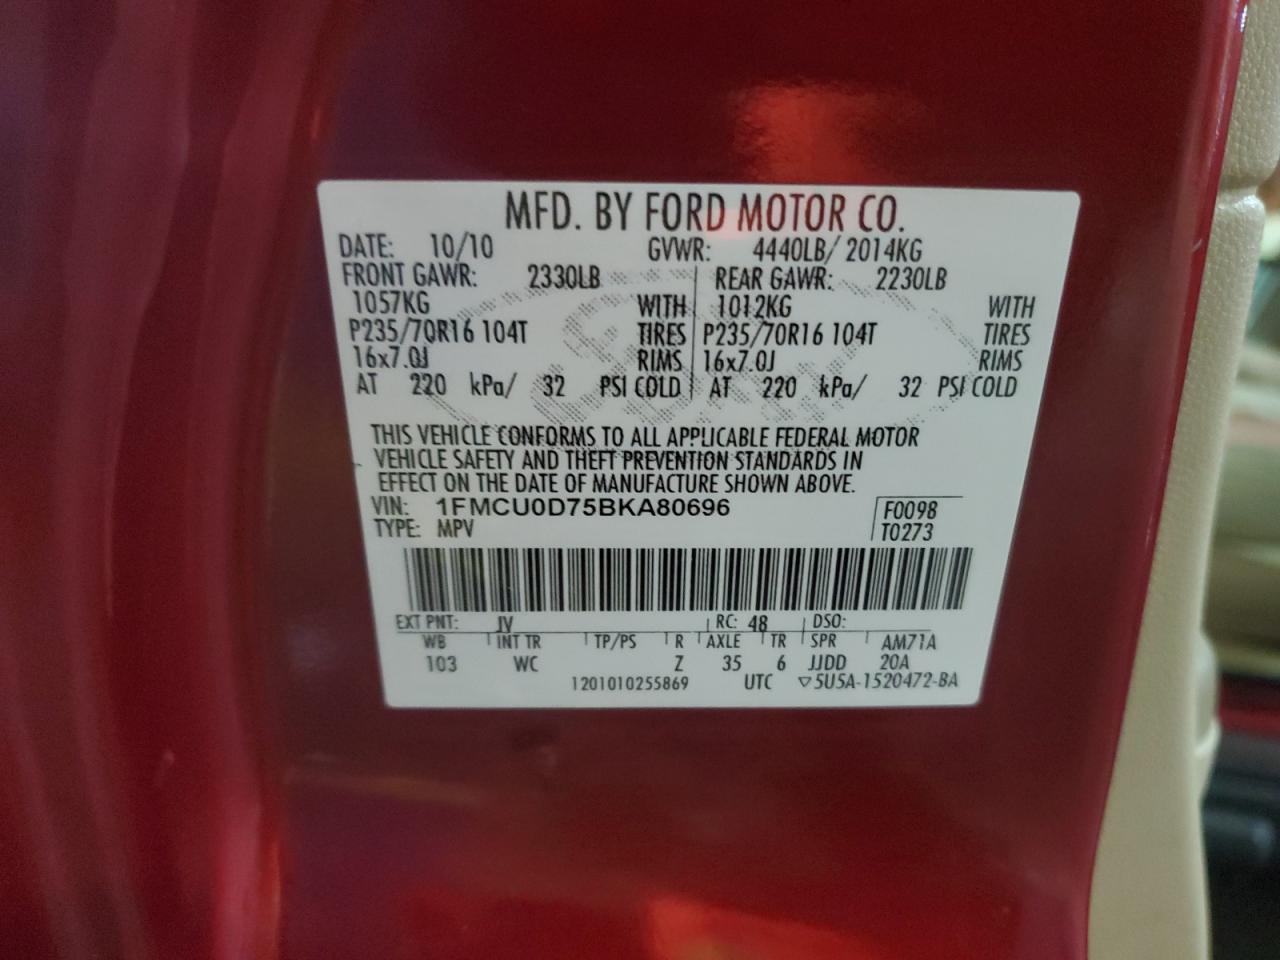 MFD. BY FORD MOTOR CO.
DATE: 10/10 GVWR: 4440LB/ 2014KG
FRONT GAWR: 2330LB REAR GAWR: 2230LB
1057KG WITH 1012KG WITH
P235/70R16 104T TIRES P235/70R16 104T TIRES
16x7.0J RIMS 16x7.0J RIMS
AT 220 kPa/ 32 PSI COLD AT 220 kPa/ 32 PSI COLD
THIS VEHICLE CONFORMS TO ALL APPLICABLE FEDERAL MOTOR
VEHICLE SAFETY AND THEFT PREVENTION STANDARDS IN
EFFECT ON THE DATE OF MANUFACTURE SHOWN ABOVE.
VIN: 1FMCU0D75BKA80696 F0098
TYPE: MPV T0273
EXT PNT: JV RC: 48 DSO:
WB INT TR TP/PS R AXLE TR SPR AM71A
103 WC Z 35 6 JJDD 20A
1201010255869 UTC ▽5U5A-1520472-BA